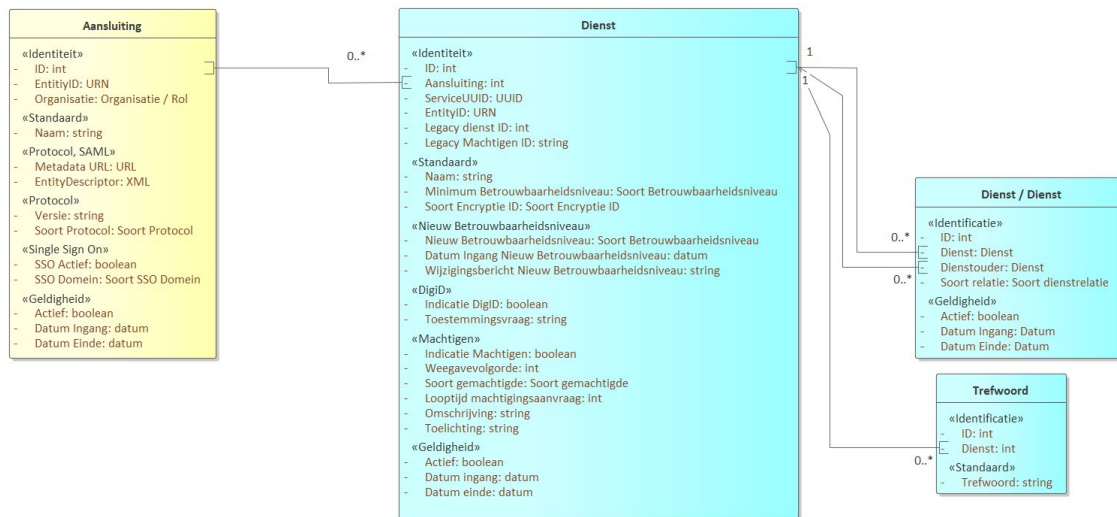 Aansluiting
«Identiteit»
- ID: int
- EntitiyID: URN
- Organisatie: Organisatie / Rol
«Standaard»
- Naam: string
«Protocol, SAML»
- Metadata URL: URL
- EntityDescriptor: XML
«Protocol»
- Versie: string
- Soort Protocol: Soort Protocol
«Single Sign On»
- SSO Actief: boolean
- SSO Domein: Soort SSO Domein
«Geldigheid»
- Actief: boolean
- Datum Ingang: datum
- Datum Einde: datum
0..*
Dienst
«Identiteit»
- ID: int
- Aansluiting: int
- ServiceUUID: UUID
- EntityID: URN
- Legacy dienst ID: int
- Legacy Machtigen ID: string
«Standaard»
- Naam: string
- Minimum Betrouwbaarheidsniveau: Soort Betrouwbaarheidsniveau
- Soort Encryptie ID: Soort Encryptie ID
«Nieuw Betrouwbaarheidsniveau»
- Nieuw Betrouwbaarheidsniveau: Soort Betrouwbaarheidsniveau
- Datum Ingang Nieuw Betrouwbaarheidsniveau: datum
- Wijzigingsbericht Nieuw Betrouwbaarheidsniveau: string
«DigiD»
- Indicatie DigID: boolean
- Toestemmingsvraag: string
«Machtigen»
- Indicatie Machtigen: boolean
- Weegavevolgorde: int
- Soort gemachtigde: Soort gemachtigde
- Looptijd machtigingsaanvraag: int
- Omschrijving: string
- Toelichting: string
«Geldigheid»
- Actief: boolean
- Datum ingang: datum
- Datum einde: datum
1
1
0..*
0..*
Dienst / Dienst
«Identificatie»
- ID: int
- Dienst: Dienst
- Dienstouder: Dienst
- Soort relatie: Soort dienstrelatie
«Geldigheid»
- Actief: boolean
- Datum Ingang: Datum
- Datum Einde: Datum
0..*
Trefwoord
«Identificatie»
- ID: int
- Dienst: int
«Standaard»
- Trefwoord: string